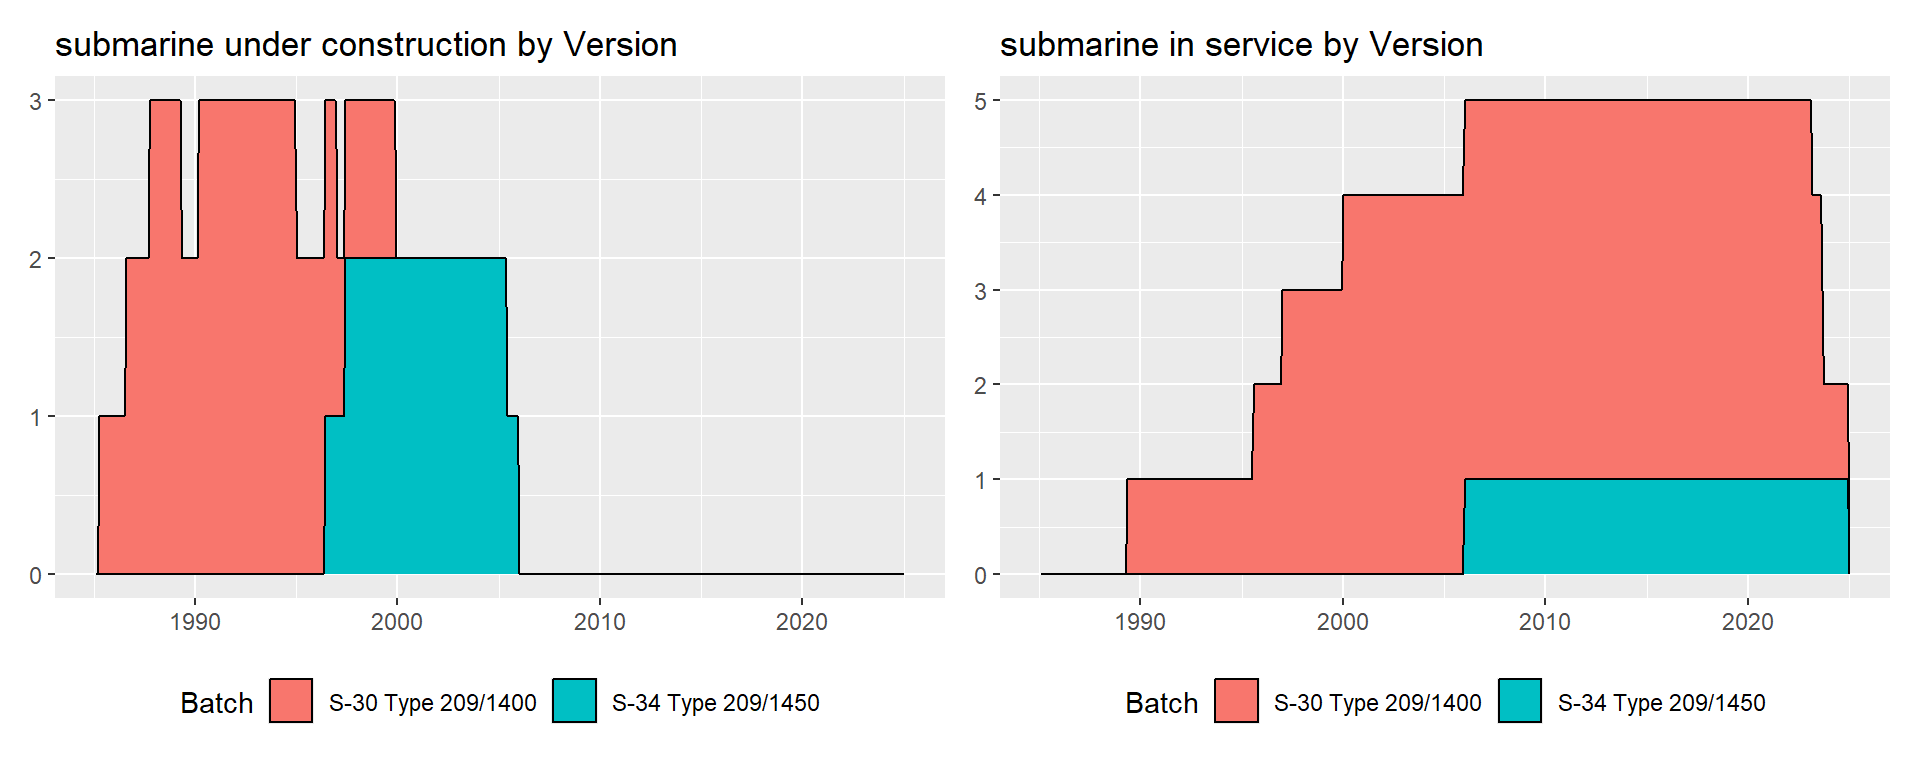 submarine under construction by Version
3
2
1
0
1990 2000 2010 2020
Batch S-30 Type 209/1400 S-34 Type 209/1450
submarine in service by Version
5
4
3
2
1
0
1990 2000 2010 2020
Batch S-30 Type 209/1400 S-34 Type 209/1450